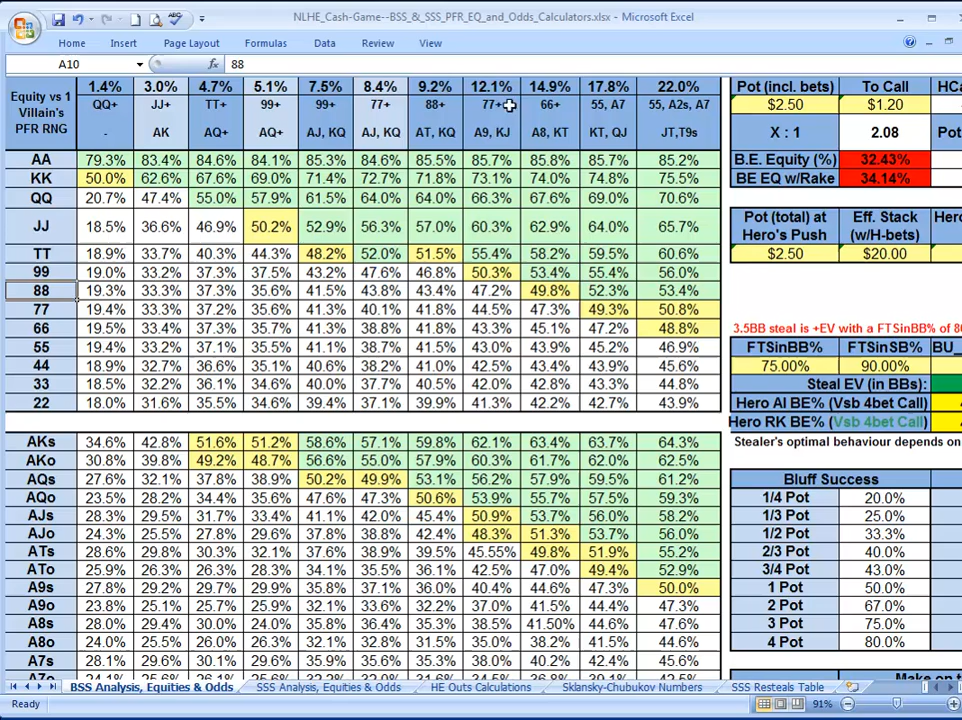 NLHE_Cash-Game--BSS_&_SSS_PFR_EQ_and_Odds_Calculators.xlsx - Microsoft Excel
Home Insert Page Layout Formulas Data Review View
A10 fx 88
Equity vs 1 Villain's PFR RNG 1.4% 3.0% 4.7% 5.1% 7.5% 8.4% 9.2% 12.1% 14.9% 17.8% 22.0%
QQ+ JJ+ TT+ 99+ 99+ 77+ 88+ 77+ 66+ 55, A7 55, A2s, A7
- AK AQ+ AQ+ AJ, KQ AJ, KQ AT, KQ A9, KJ A8, KT KT, QJ JT,T9s
AA 79.3% 83.4% 84.6% 84.1% 85.3% 84.6% 85.5% 85.7% 85.8% 85.7% 85.2%
KK 50.0% 62.6% 67.6% 69.0% 71.4% 72.7% 71.8% 73.1% 74.0% 74.8% 75.5%
QQ 20.7% 47.4% 55.0% 57.9% 61.5% 64.0% 64.0% 66.3% 67.6% 69.0% 70.6%
JJ 18.5% 36.6% 46.9% 50.2% 52.9% 56.3% 57.0% 60.3% 62.9% 64.0% 65.7%
TT 18.9% 33.7% 40.3% 44.3% 48.2% 52.0% 51.5% 55.4% 58.2% 59.5% 60.6%
99 19.0% 33.2% 37.3% 37.5% 43.2% 47.6% 46.8% 50.3% 53.4% 55.4% 56.0%
88 19.3% 33.3% 37.3% 35.6% 41.5% 43.8% 43.4% 47.2% 49.8% 52.3% 53.4%
77 19.4% 33.3% 37.2% 35.6% 41.3% 40.1% 41.8% 44.5% 47.3% 49.3% 50.8%
66 19.5% 33.4% 37.3% 35.7% 41.3% 38.8% 41.8% 43.3% 45.1% 47.2% 48.8%
55 19.4% 33.2% 37.1% 35.5% 41.1% 38.7% 41.5% 43.0% 43.9% 45.2% 46.9%
44 18.9% 32.7% 36.6% 35.1% 40.6% 38.2% 41.0% 42.5% 43.4% 43.9% 45.6%
33 18.5% 32.2% 36.1% 34.6% 40.0% 37.7% 40.5% 42.0% 42.8% 43.3% 44.8%
22 18.0% 31.6% 35.5% 34.6% 39.4% 37.1% 39.9% 41.3% 42.2% 42.7% 43.9%
AKs 34.6% 42.8% 51.6% 51.2% 58.6% 57.1% 59.8% 62.1% 63.4% 63.7% 64.3%
AKo 30.8% 39.8% 49.2% 48.7% 56.6% 55.0% 57.9% 60.3% 61.7% 62.0% 62.5%
AQs 27.6% 32.1% 37.8% 38.9% 50.2% 49.9% 53.1% 56.2% 57.9% 59.5% 61.2%
AQo 23.5% 28.2% 34.4% 35.6% 47.6% 47.3% 50.6% 53.9% 55.7% 57.5% 59.3%
AJs 28.3% 29.5% 31.7% 33.4% 41.1% 42.0% 45.4% 50.9% 53.7% 56.0% 58.2%
AJo 24.3% 25.5% 27.8% 29.6% 37.8% 38.8% 42.4% 48.3% 51.3% 53.7% 56.0%
ATs 28.6% 29.8% 30.3% 32.1% 37.6% 38.9% 39.5% 45.55% 49.8% 51.9% 55.2%
ATo 25.9% 26.3% 26.3% 28.3% 34.1% 35.5% 36.1% 42.5% 47.0% 49.4% 52.9%
A9s 27.8% 29.2% 29.7% 29.9% 35.8% 37.1% 36.0% 40.4% 44.6% 47.3% 50.0%
A9o 23.8% 25.1% 25.7% 25.9% 32.1% 33.6% 32.2% 37.0% 41.5% 44.4% 47.3%
A8s 28.0% 29.4% 30.0% 24.0% 35.8% 36.4% 35.3% 38.4% 41.50% 44.6% 47.6%
A8o 24.0% 25.5% 26.0% 26.3% 32.1% 32.7% 31.5% 35.0% 38.2% 41.5% 44.6%
A7s 28.1% 29.6% 30.1% 29.6% 35.9% 35.6% 35.3% 38.0% 40.2% 42.4% 45.6%
Pot (incl. bets) To Call
$2.50 $1.20
X : 1 2.08 Pot
B.E. Equity (%) 32.43%
BE EQ w/Rake 34.14%
Pot (total) at Hero's Push Eff. Stack (w/H-bets)
$2.50 $20.00
3.5BB steal is +EV with a FTSinBB% of
FTSinBB% FTSinSB%
75.00% 90.00%
Steal EV (in BBs):
Hero AI BE% (Vsb 4bet Call)
Hero RK BE% (Vsb 4bet Call)
Stealer's optimal behaviour depends on
Bluff Success
1/4 Pot 20.0%
1/3 Pot 25.0%
1/2 Pot 33.3%
2/3 Pot 40.0%
3/4 Pot 43.0%
1 Pot 50.0%
2 Pot 67.0%
3 Pot 75.0%
4 Pot 80.0%
BSS Analysis, Equities & Odds SSS Analysis, Equities & Odds HE Outs Calculations Sklansky-Chubukov Numbers SSS Resteals Table
Ready 91%